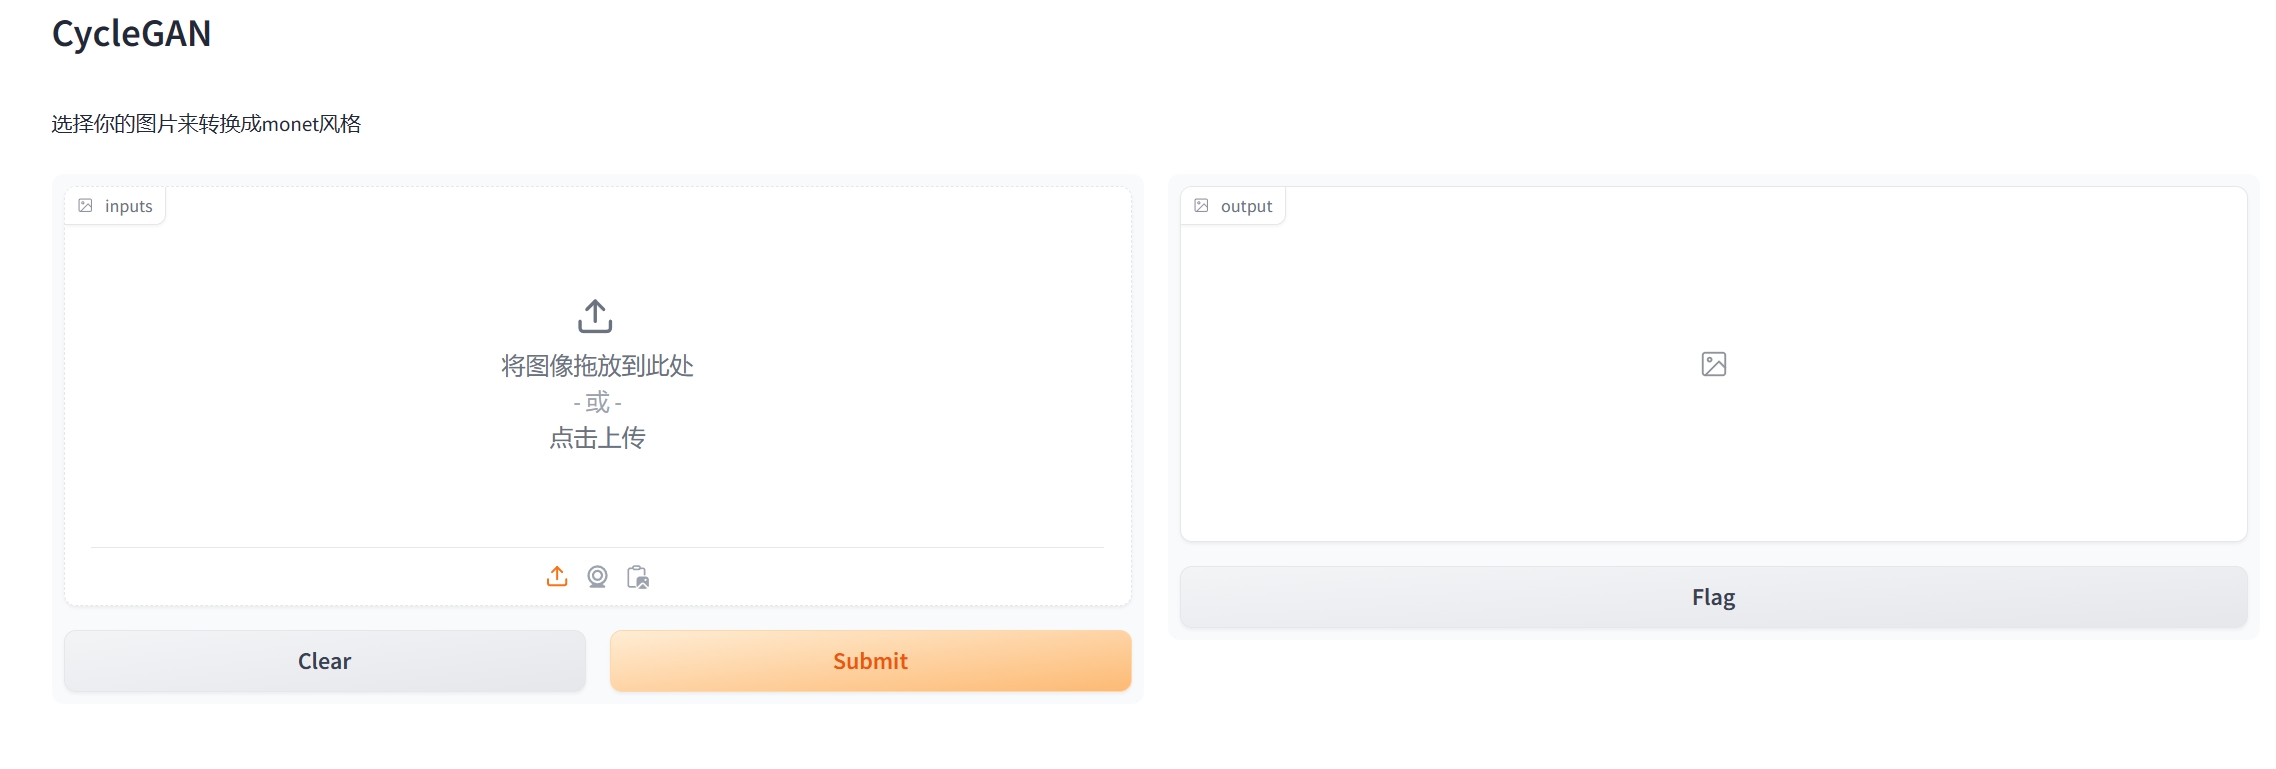 CycleGAN
选择你的图片来转换成monet风格
inputs
将图像拖放到此处
- 或 -
点击上传
Clear
Submit
output
Flag